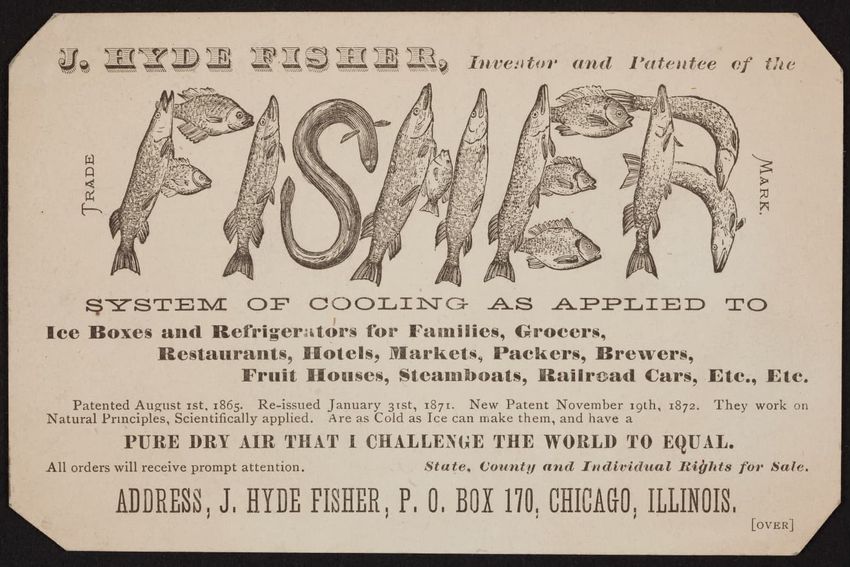 J. HYDE FISHER, Inventor and Patentee of the
TRADE
FISHER
MARK.
SYSTEM OF COOLING AS APPLIED TO
Ice Boxes and Refrigerators for Families, Grocers,
Restaurants, Hotels, Markets, Packers, Brewers,
Fruit Houses, Steamboats, Railroad Cars, Etc., Etc.
Patented August 1st, 1865. Re-issued January 31st, 1871. New Patent November 19th, 1872. They work on
Natural Principles, Scientifically applied. Are as Cold as Ice can make them, and have a
PURE DRY AIR THAT I CHALLENGE THE WORLD TO EQUAL.
All orders will receive prompt attention. State, County and Individual Rights for Sale.
ADDRESS, J. HYDE FISHER, P. O. BOX 170, CHICAGO, ILLINOIS.
[OVER]